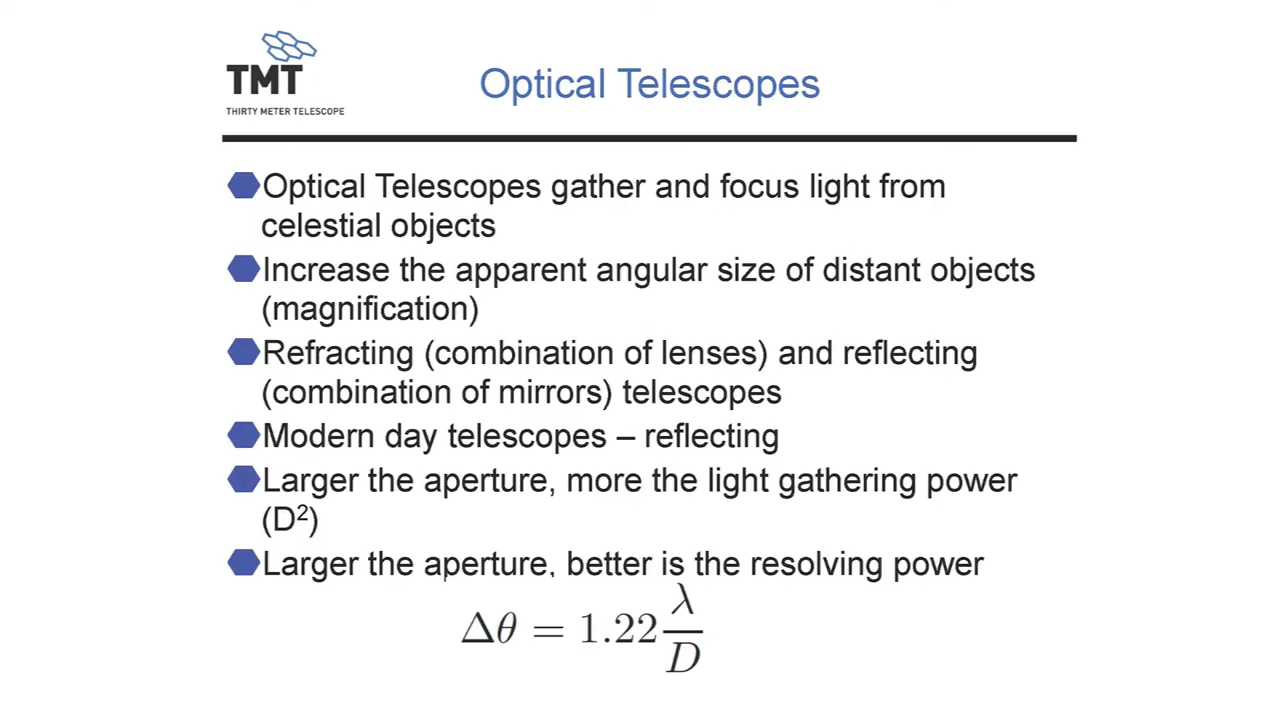 TMT
THIRTY METER TELESCOPE
Optical Telescopes
Optical Telescopes gather and focus light from
celestial objects
Increase the apparent angular size of distant objects
(magnification)
Refracting (combination of lenses) and reflecting
(combination of mirrors) telescopes
Modern day telescopes – reflecting
Larger the aperture, more the light gathering power
(D²)
Larger the aperture, better is the resolving power
Δθ = 1.22 λ/D